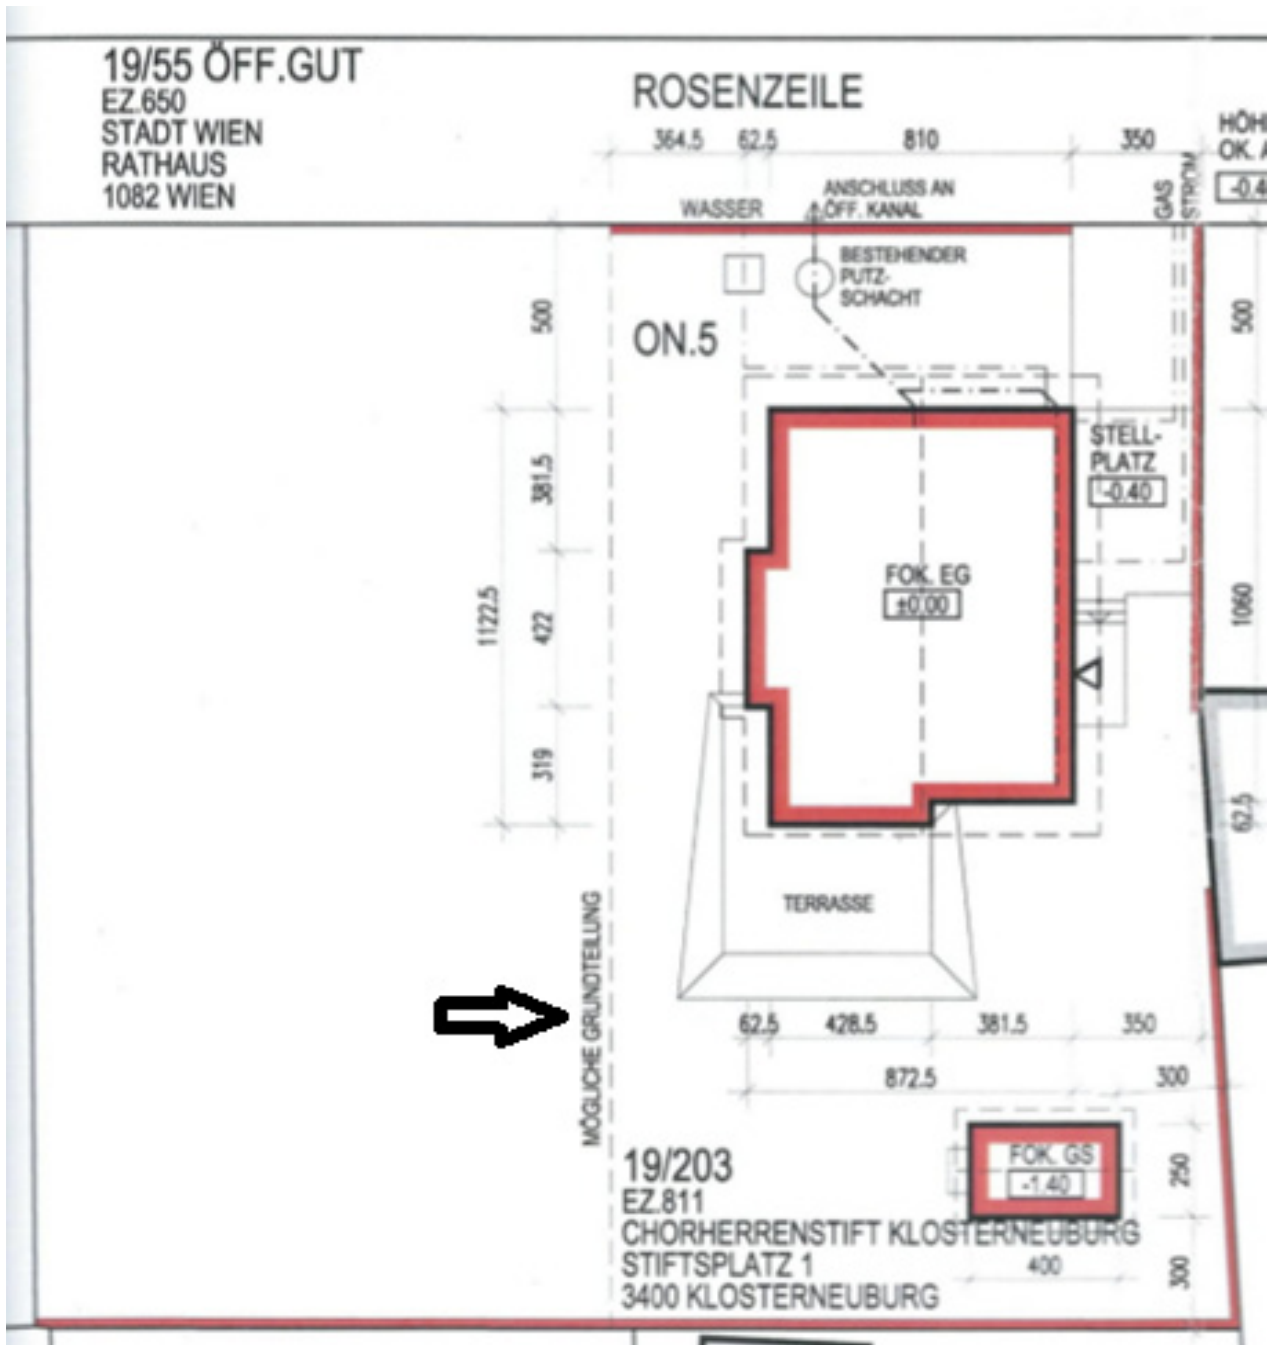 19/55 ÖFF.GUT
EZ.650
STADT WIEN
RATHAUS
1082 WIEN
ROSENZEILE
364.5 62.5 810 350
HÖH
OK. A
-0.40
WASSER
ANSCHLUSS AN
ÖFF. KANAL
GAS
STROM
BESTEHENDER
PUTZ-
SCHACHT
ON.5
500
500
381.5
STELL-
PLATZ
-0.40
FOK. EG
±0.00
1122.5
422
1060
319
62.5
TERRASSE
MÖGLICHE GRUNDTEILUNG
62.5 428.5 381.5 350
872.5 300
19/203
EZ.811
CHORHERRENSTIFT KLOSTERNEUBURG
STIFTSPLATZ 1
3400 KLOSTERNEUBURG
FOK. GS
-1.40
250
400
300